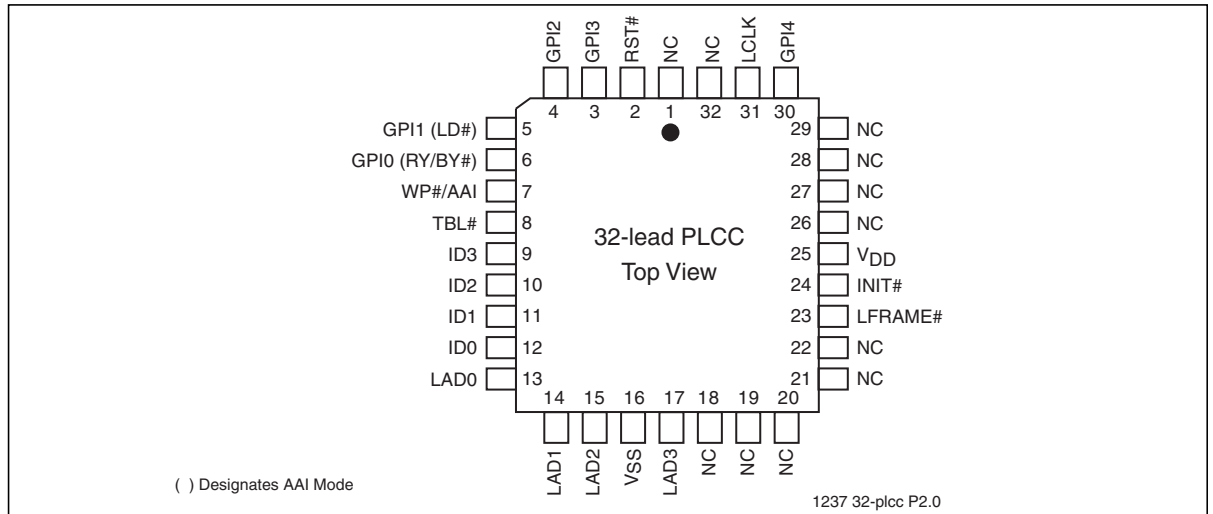 GPI2
GPI3
RST#
NC
NC
LCLK
GPI4
4
3
2
1
32
31
30
GPI1 (LD#) 5
GPI0 (RY/BY#) 6
WP#/AAI 7
TBL# 8
ID3 9
ID2 10
ID1 11
ID0 12
LAD0 13
32-lead PLCC
Top View
29 NC
28 NC
27 NC
26 NC
25 VDD
24 INIT#
23 LFRAME#
22 NC
21 NC
14
15
16
17
18
19
20
LAD1
LAD2
VSS
LAD3
NC
NC
NC
( ) Designates AAI Mode
1237 32-plcc P2.0